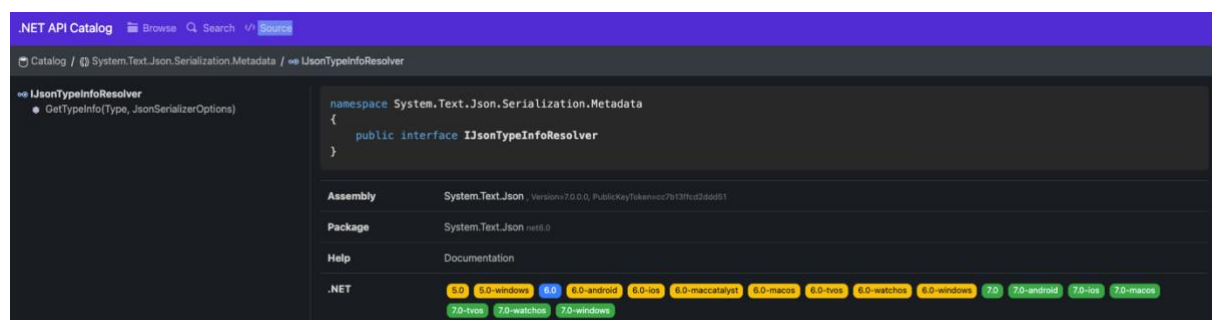 .NET API Catalog Browse Search Source
Catalog / System.Text.Json.Serialization.Metadata / IJsonTypeInfoResolver
IJsonTypeInfoResolver
GetTypeInfo(Type, JsonSerializerOptions)
namespace System.Text.Json.Serialization.Metadata
{
public interface IJsonTypeInfoResolver
}
Assembly System.Text.Json , Version=7.0.0.0, PublicKeyToken=cc7b13ffcd2ddd51
Package System.Text.Json net6.0
Help Documentation
.NET 5.0 5.0-windows 6.0 6.0-android 6.0-ios 6.0-maccatalyst 6.0-macos 6.0-tvos 6.0-watchos 6.0-windows 7.0 7.0-android 7.0-ios 7.0-macos
7.0-tvos 7.0-watchos 7.0-windows